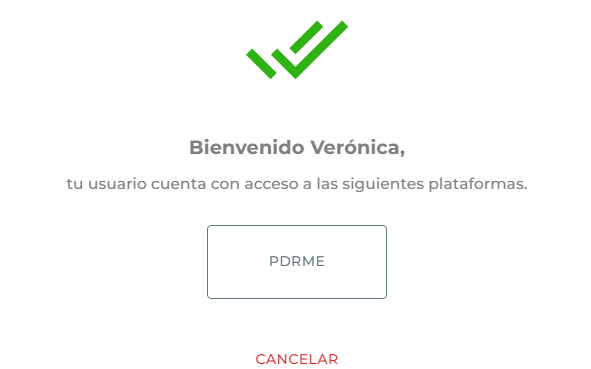 Bienvenido Verónica,
tu usuario cuenta con acceso a las siguientes plataformas.
PDRME
CANCELAR